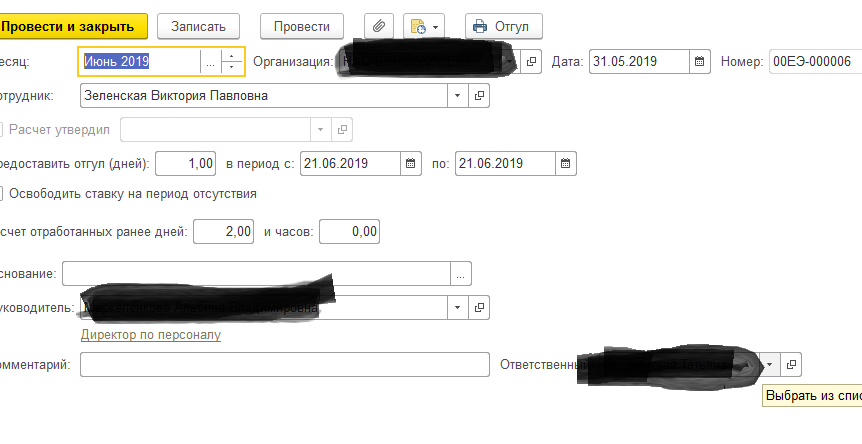 Провести и закрыть Записать Провести Отгул
есяц: Июнь 2019 ... Организация: Дата: 31.05.2019 Номер: 00ЕЭ-000006
отрудник: Зеленская Виктория Павловна
Расчет утвердил
редоставить отгул (дней): 1,00 в период с: 21.06.2019 по: 21.06.2019
Освободить ставку на период отсутствия
счет отработанных ранее дней: 2,00 и часов: 0,00
снование: ...
уководитель:
Директор по персоналу
омментарий: Ответственный:
Выбрать из спис